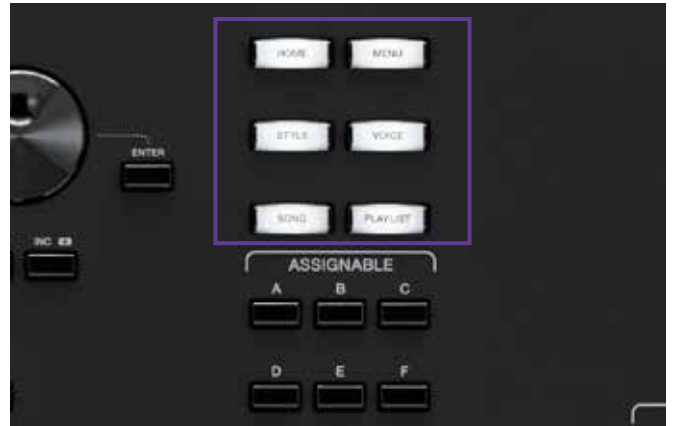 HOME MENU
STYLE VOICE
ENTER
SONG PLAYLIST
INC
ASSIGNABLE
A B C
D E F